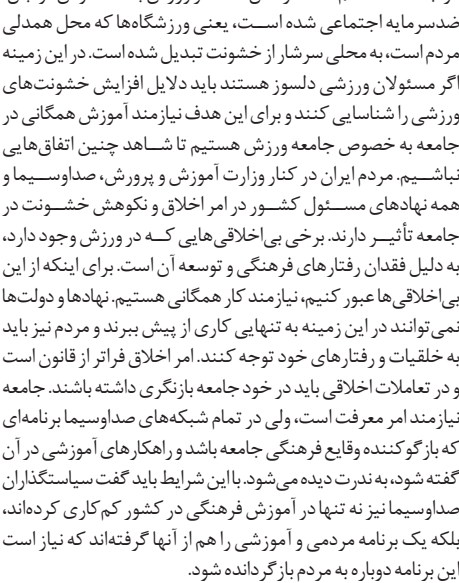 ضدسرمایه اجتماعی شده است، یعنی ورزشگاه‌ها که محل همدلی
مردم است، به محلی سرشار از خشونت تبدیل شده است. در این زمینه
اگر مسئولان ورزشی دلسوز هستند باید دلایل افزایش خشونت‌های
ورزشی را شناسایی کنند و برای این هدف نیازمند آموزش همگانی در
جامعه به خصوص جامعه ورزش هستیم تا شاهد چنین اتفاق‌هایی
نباشیم. مردم ایران در کنار وزارت آموزش و پرورش، صداوسیما و
همه نهادهای مسئول کشور در امر اخلاق و نکوهش خشونت در
جامعه تأثیر دارند. برخی بی‌اخلاقی‌هایی که در ورزش وجود دارد،
به دلیل فقدان رفتارهای فرهنگی و توسعه آن است. برای اینکه از این
بی‌اخلاقی‌ها عبور کنیم، نیازمند کار همگانی هستیم. نهادها و دولت‌ها
نمی‌توانند در این زمینه به تنهایی کاری از پیش ببرند و مردم نیز باید
به خلقیات و رفتارهای خود توجه کنند. امر اخلاق فراتر از قانون است
و در تعاملات اخلاقی باید در خود جامعه بازنگری داشته باشند. جامعه
نیازمند امر معرفت است، ولی در تمام شبکه‌های صداوسیما برنامه‌ای
که بازگوکننده وقایع فرهنگی جامعه باشد و راهکارهای آموزشی در آن
گفته شود، به ندرت دیده می‌شود. با این شرایط باید گفت سیاستگذاران
صداوسیما نیز نه تنها در آموزش فرهنگی در کشور کم‌کاری کرده‌اند،
بلکه یک برنامه مردمی و آموزشی را هم از آنها گرفته‌اند که نیاز است
این برنامه دوباره به مردم بازگردانده شود.